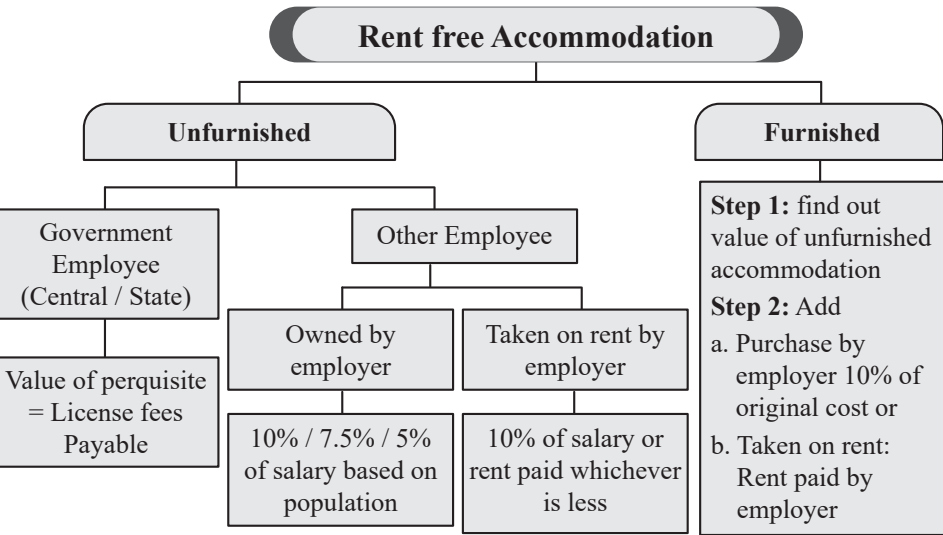 Rent free Accommodation
Unfurnished
Furnished
Government
Employee
(Central / State)
Value of perquisite
= License fees
Payable
Other Employee
Owned by
employer
10% / 7.5% / 5%
of salary based on
population
Taken on rent by
employer
10% of salary or
rent paid whichever
is less
Step 1: find out
value of unfurnished
accommodation
Step 2: Add
a. Purchase by
employer 10% of
original cost or
b. Taken on rent:
Rent paid by
employer